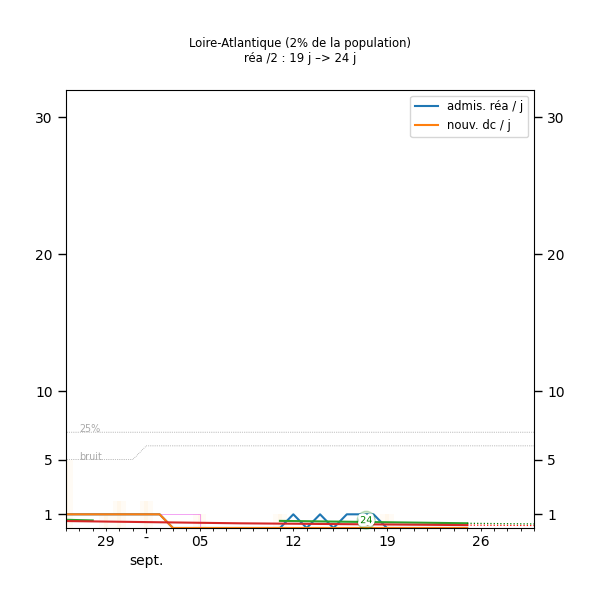 Loire-Atlantique (2% de la population)
réa /2 : 19 j –> 24 j
admis. réa / j
nouv. dc / j
30 30
20 20
10 10
25%
5 bruit 5
1 24 1
29 - 05 12 19 26
sept.